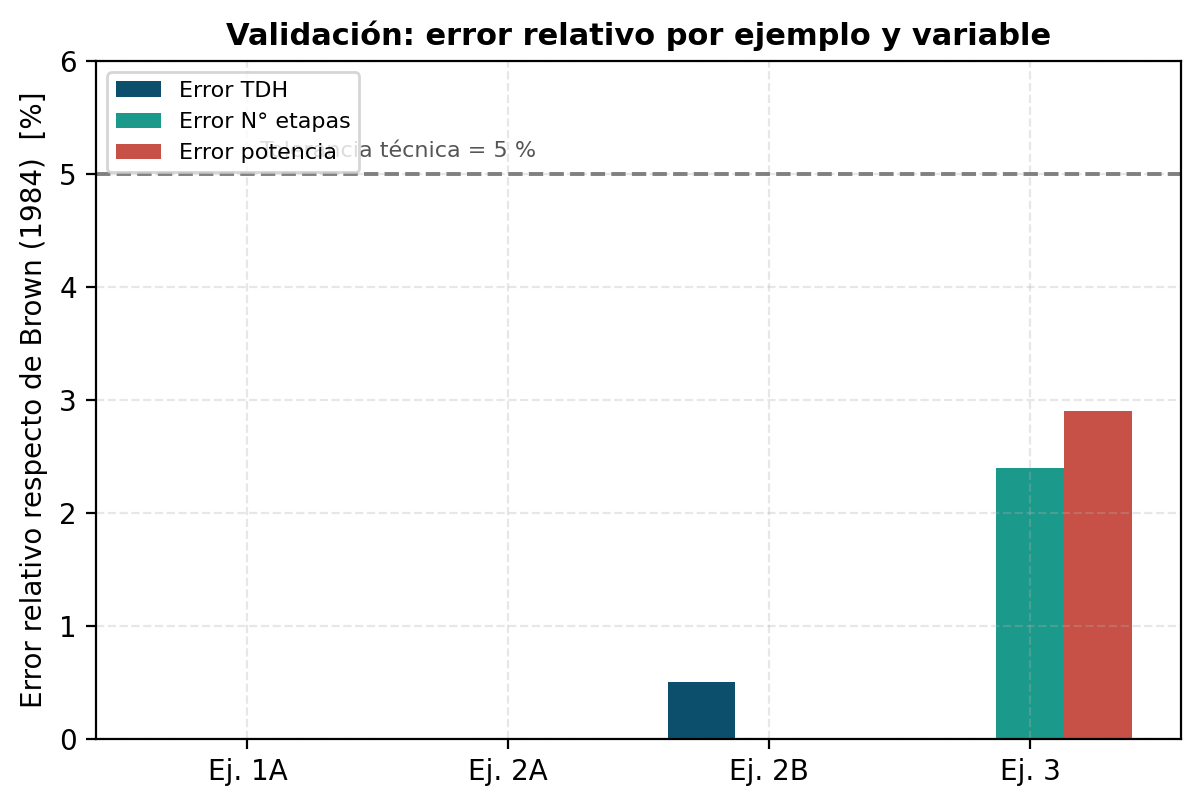 Validación: error relativo por ejemplo y variable
Error relativo respecto de Brown (1984) [%]
6
5
4
3
2
1
0
Error TDH
Error N° etapas
Error potencia
Tolerancia técnica = 5 %
Ej. 1A
Ej. 2A
Ej. 2B
Ej. 3